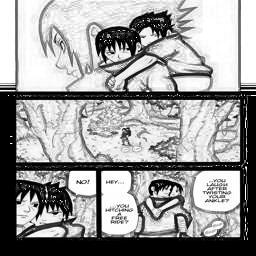 NO!
HEY...
...YOU
HITCHING
A
FREE
RIDE?
...YOU
LAUGH
AFTER
TWISTING
YOUR
ANKLE?